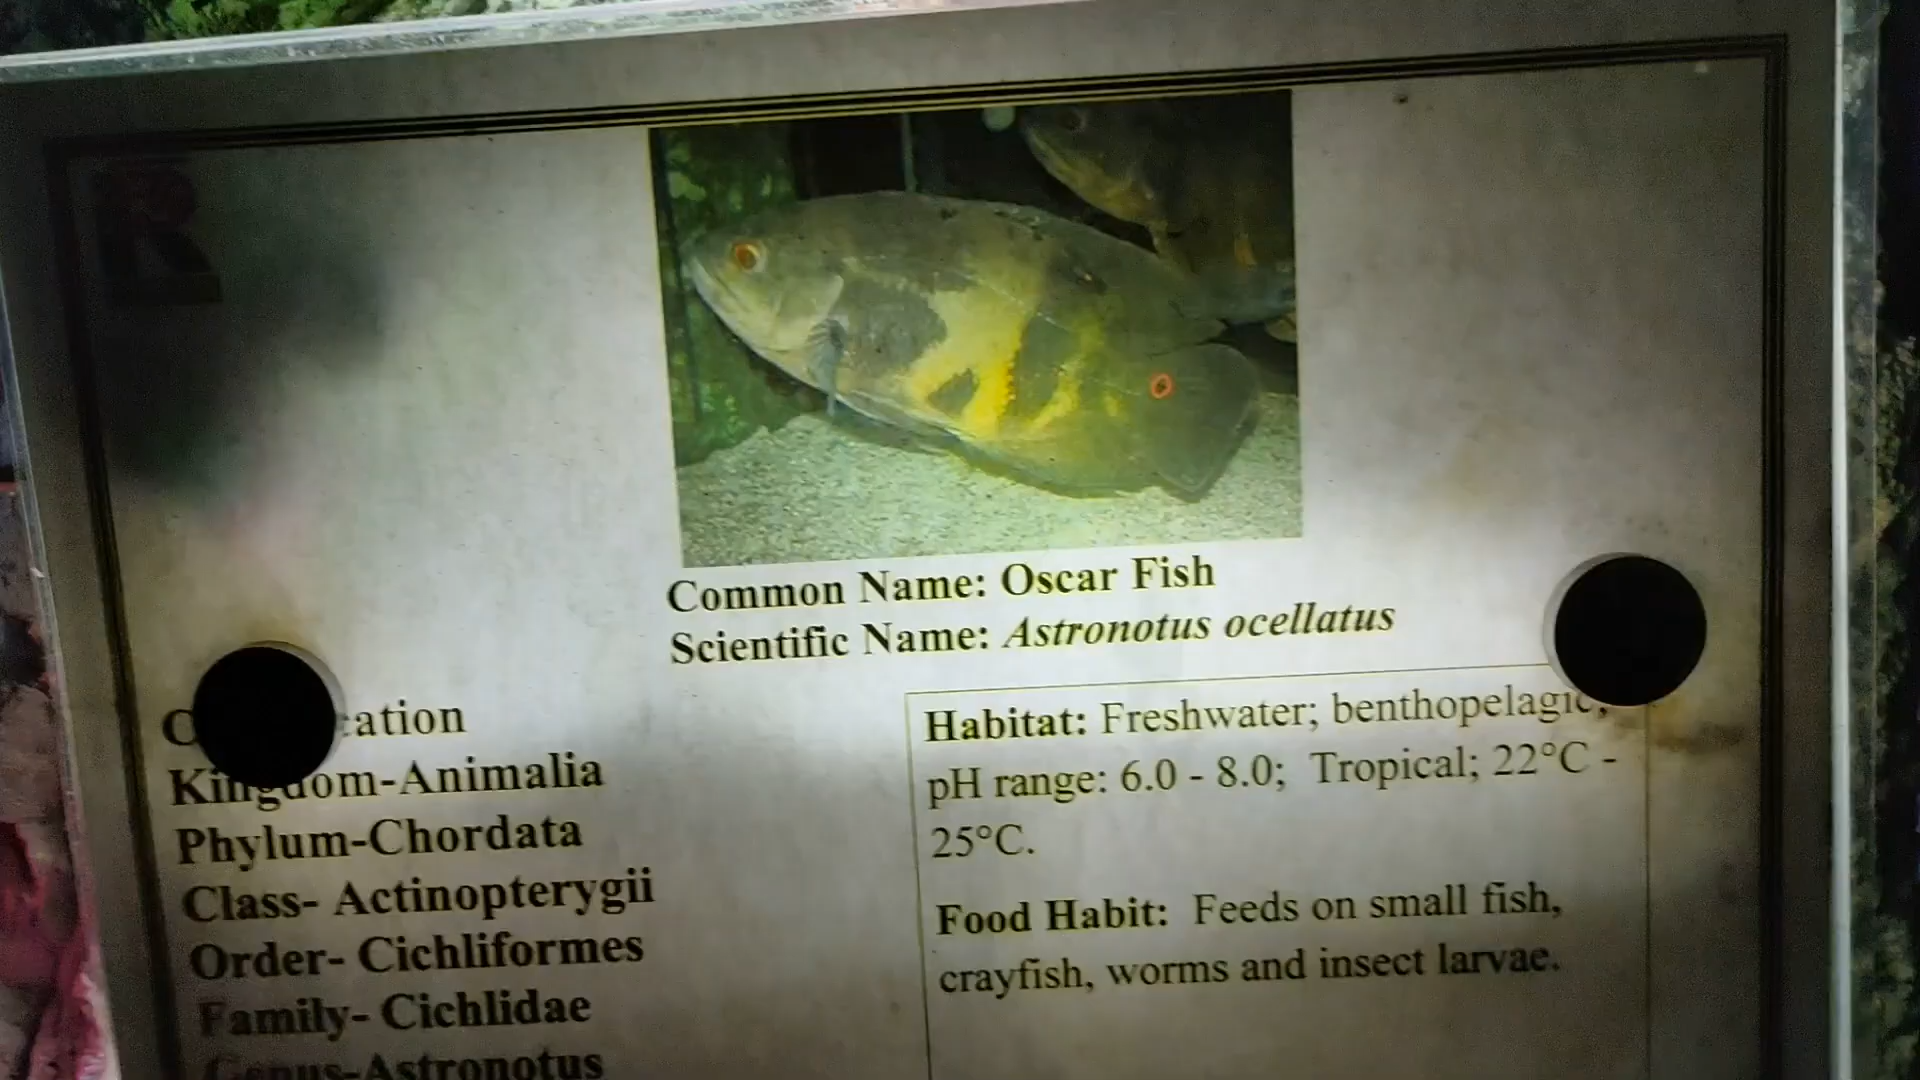 Common Name: Oscar Fish
Scientific Name: Astronotus ocellatus
Kingdom-Animalia
Phylum-Chordata
Class- Actinopterygii
Order- Cichliformes
Family- Cichlidae
Genus-Astronotus
Habitat: Freshwater; benthopelagic;
pH range: 6.0 - 8.0; Tropical; 22°C -
25°C.
Food Habit: Feeds on small fish,
crayfish, worms and insect larvae.